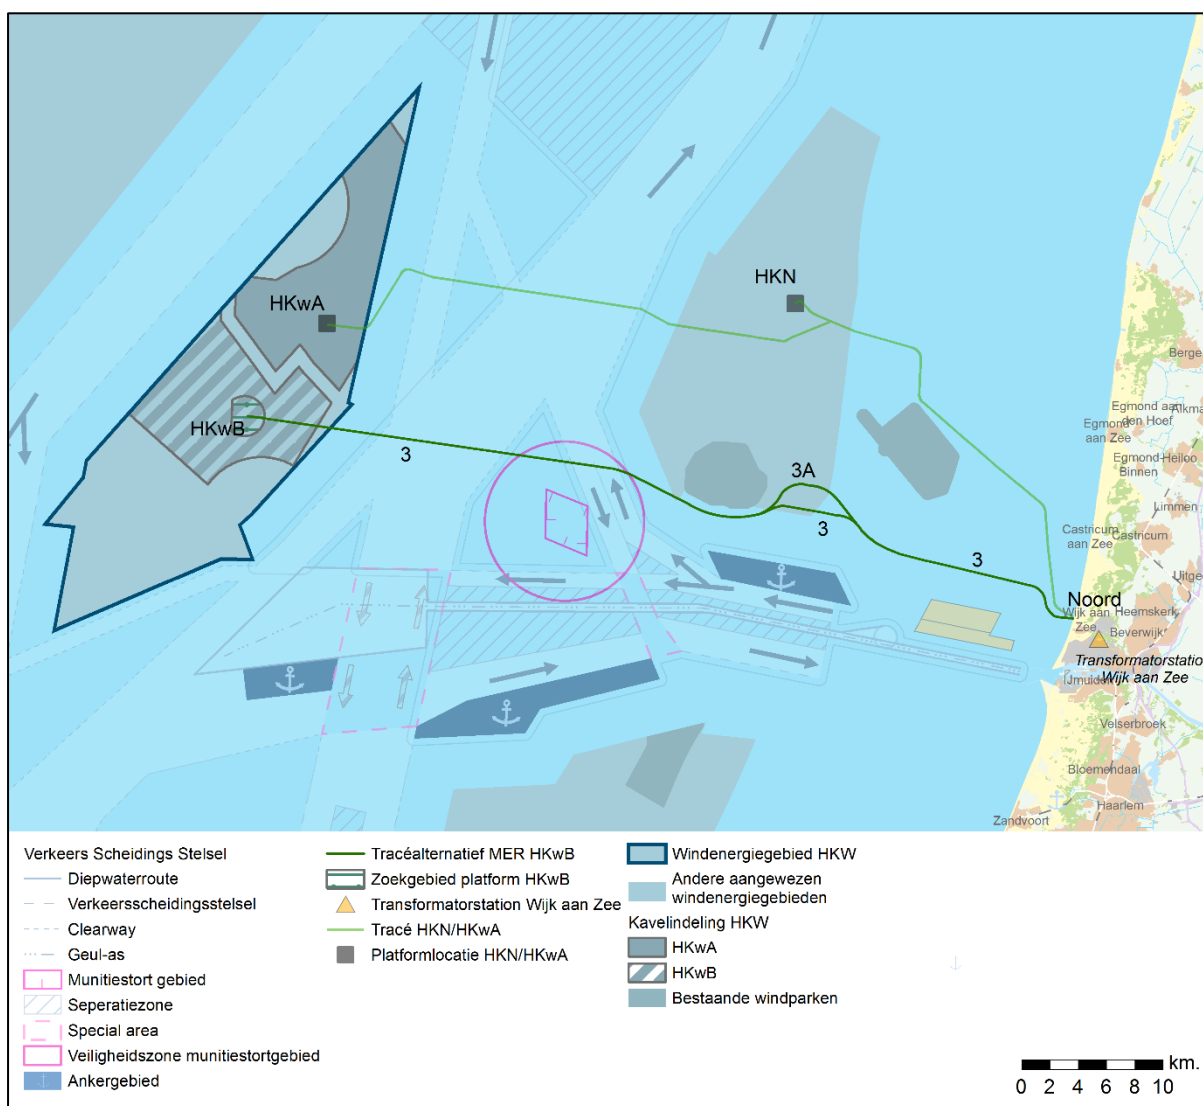 HKN
HKwA
Berge
HKwB
Egmond aan
den Hoef
Alkma
Egmond
aan Zee
3
Egmond-Heiloo
Binnen
3A
Limmen
3
Castricum
aan Zee
Castricum
3
Uitgee
Noord
Wijk aan
Zee
Heemskerk
Beverwijk
Transformatorstation
Wijk aan Zee
IJmuiden
Velserbroek
Bloemendaal
Haarlem
Zandvoort
Verkeers Scheidings Stelsel
Diepwaterroute
Verkeersscheidingsstelsel
Clearway
Geul-as
Munitiestort gebied
Seperatiezone
Special area
Veiligheidszone munitiestortgebied
Ankergebied
Tracéalternatief MER HKwB
Zoekgebied platform HKwB
Transformatorstation Wijk aan Zee
Tracé HKN/HKwA
Platformlocatie HKN/HKwA
Windenergiegebied HKW
Andere aangewezen
windenergiegebieden
Kavelindeling HKW
HKwA
HKwB
Bestaande windparken
km.
0 2 4 6 8 10